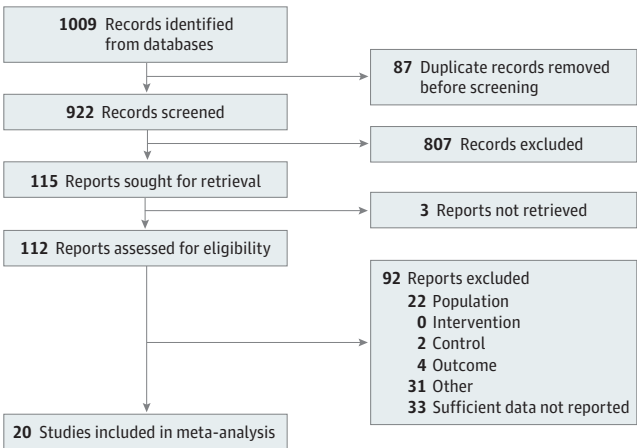 1009 Records identified
from databases
87 Duplicate records removed
before screening
922 Records screened
807 Records excluded
115 Reports sought for retrieval
3 Reports not retrieved
112 Reports assessed for eligibility
92 Reports excluded
22 Population
0 Intervention
2 Control
4 Outcome
31 Other
33 Sufficient data not reported
20 Studies included in meta-analysis